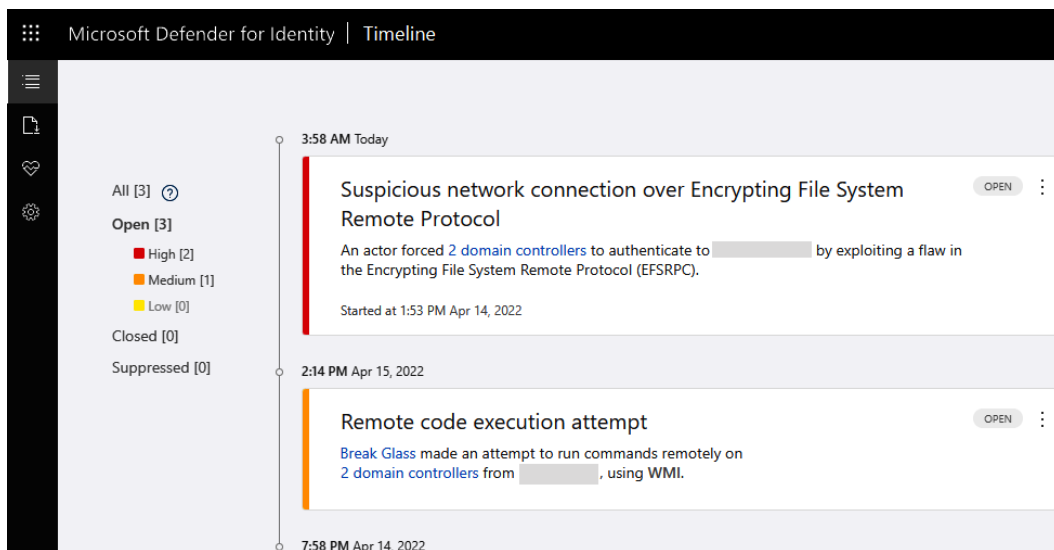 Microsoft Defender for Identity | Timeline
3:58 AM Today
All [3] ?
Open [3]
High [2]
Medium [1]
Low [0]
Closed [0]
Suppressed [0]
Suspicious network connection over Encrypting File System
Remote Protocol
OPEN
An actor forced 2 domain controllers to authenticate to by exploiting a flaw in
the Encrypting File System Remote Protocol (EFSRPC).
Started at 1:53 PM Apr 14, 2022
2:14 PM Apr 15, 2022
Remote code execution attempt
OPEN
Break Glass made an attempt to run commands remotely on
2 domain controllers from , using WMI.
7:58 PM Apr 14, 2022